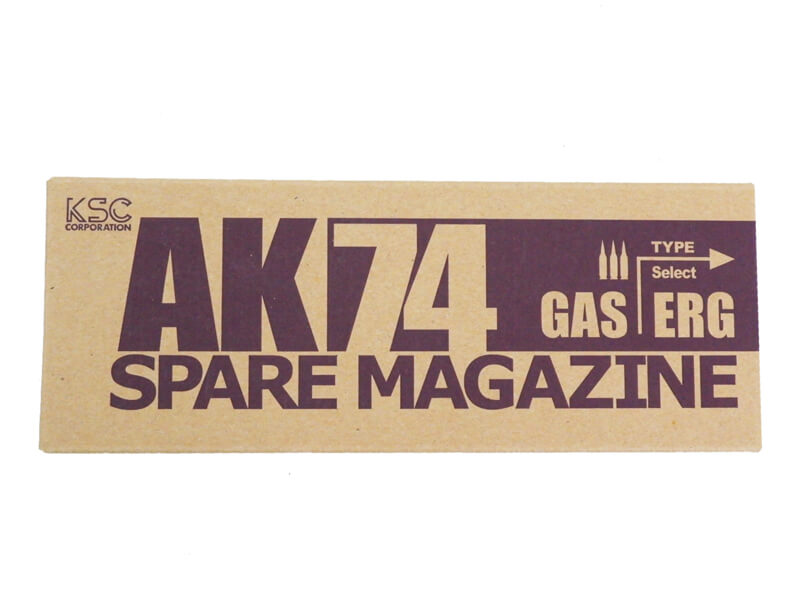 KSC
CORPORATION
AK74
TYPE
Select
GAS ERG
SPARE MAGAZINE